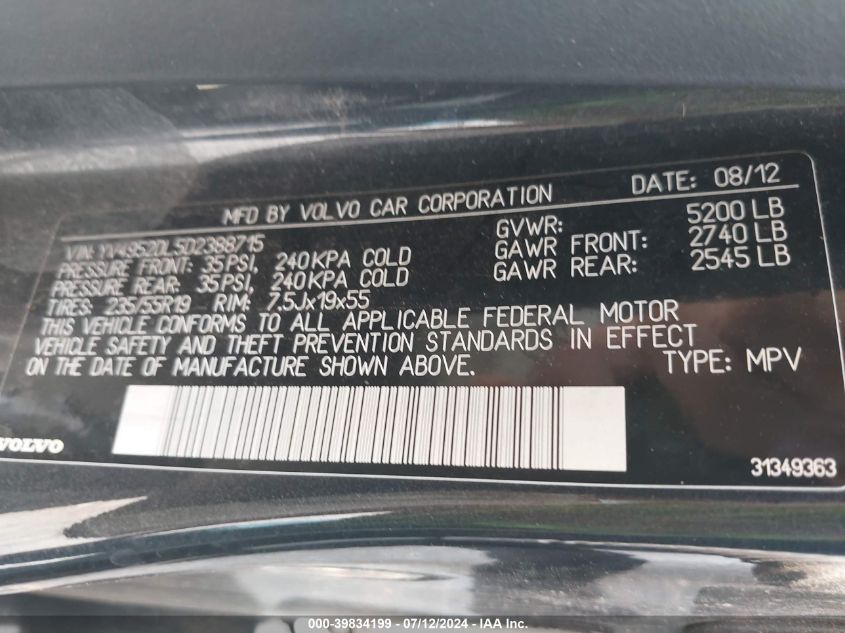 MFD BY VOLVO CAR CORPORATION DATE: 08/12
VIN: YV4952DL5D2388715 GVWR: 5200 LB
PRESSURE FRONT: 35PSI, 240KPA COLD GAWR FRONT: 2740 LB
PRESSURE REAR: 35PSI, 240KPA COLD GAWR REAR: 2545 LB
TIRES: 235/55R19 RIM: 7,5Jx19x55
THIS VEHICLE CONFORMS TO ALL APPLICABLE FEDERAL MOTOR
VEHICLE SAFETY AND THEFT PREVENTION STANDARDS IN EFFECT
ON THE DATE OF MANUFACTURE SHOWN ABOVE. TYPE: MPV
VOLVO
31349363
000-39834199 - 07/12/2024 - IAA Inc.